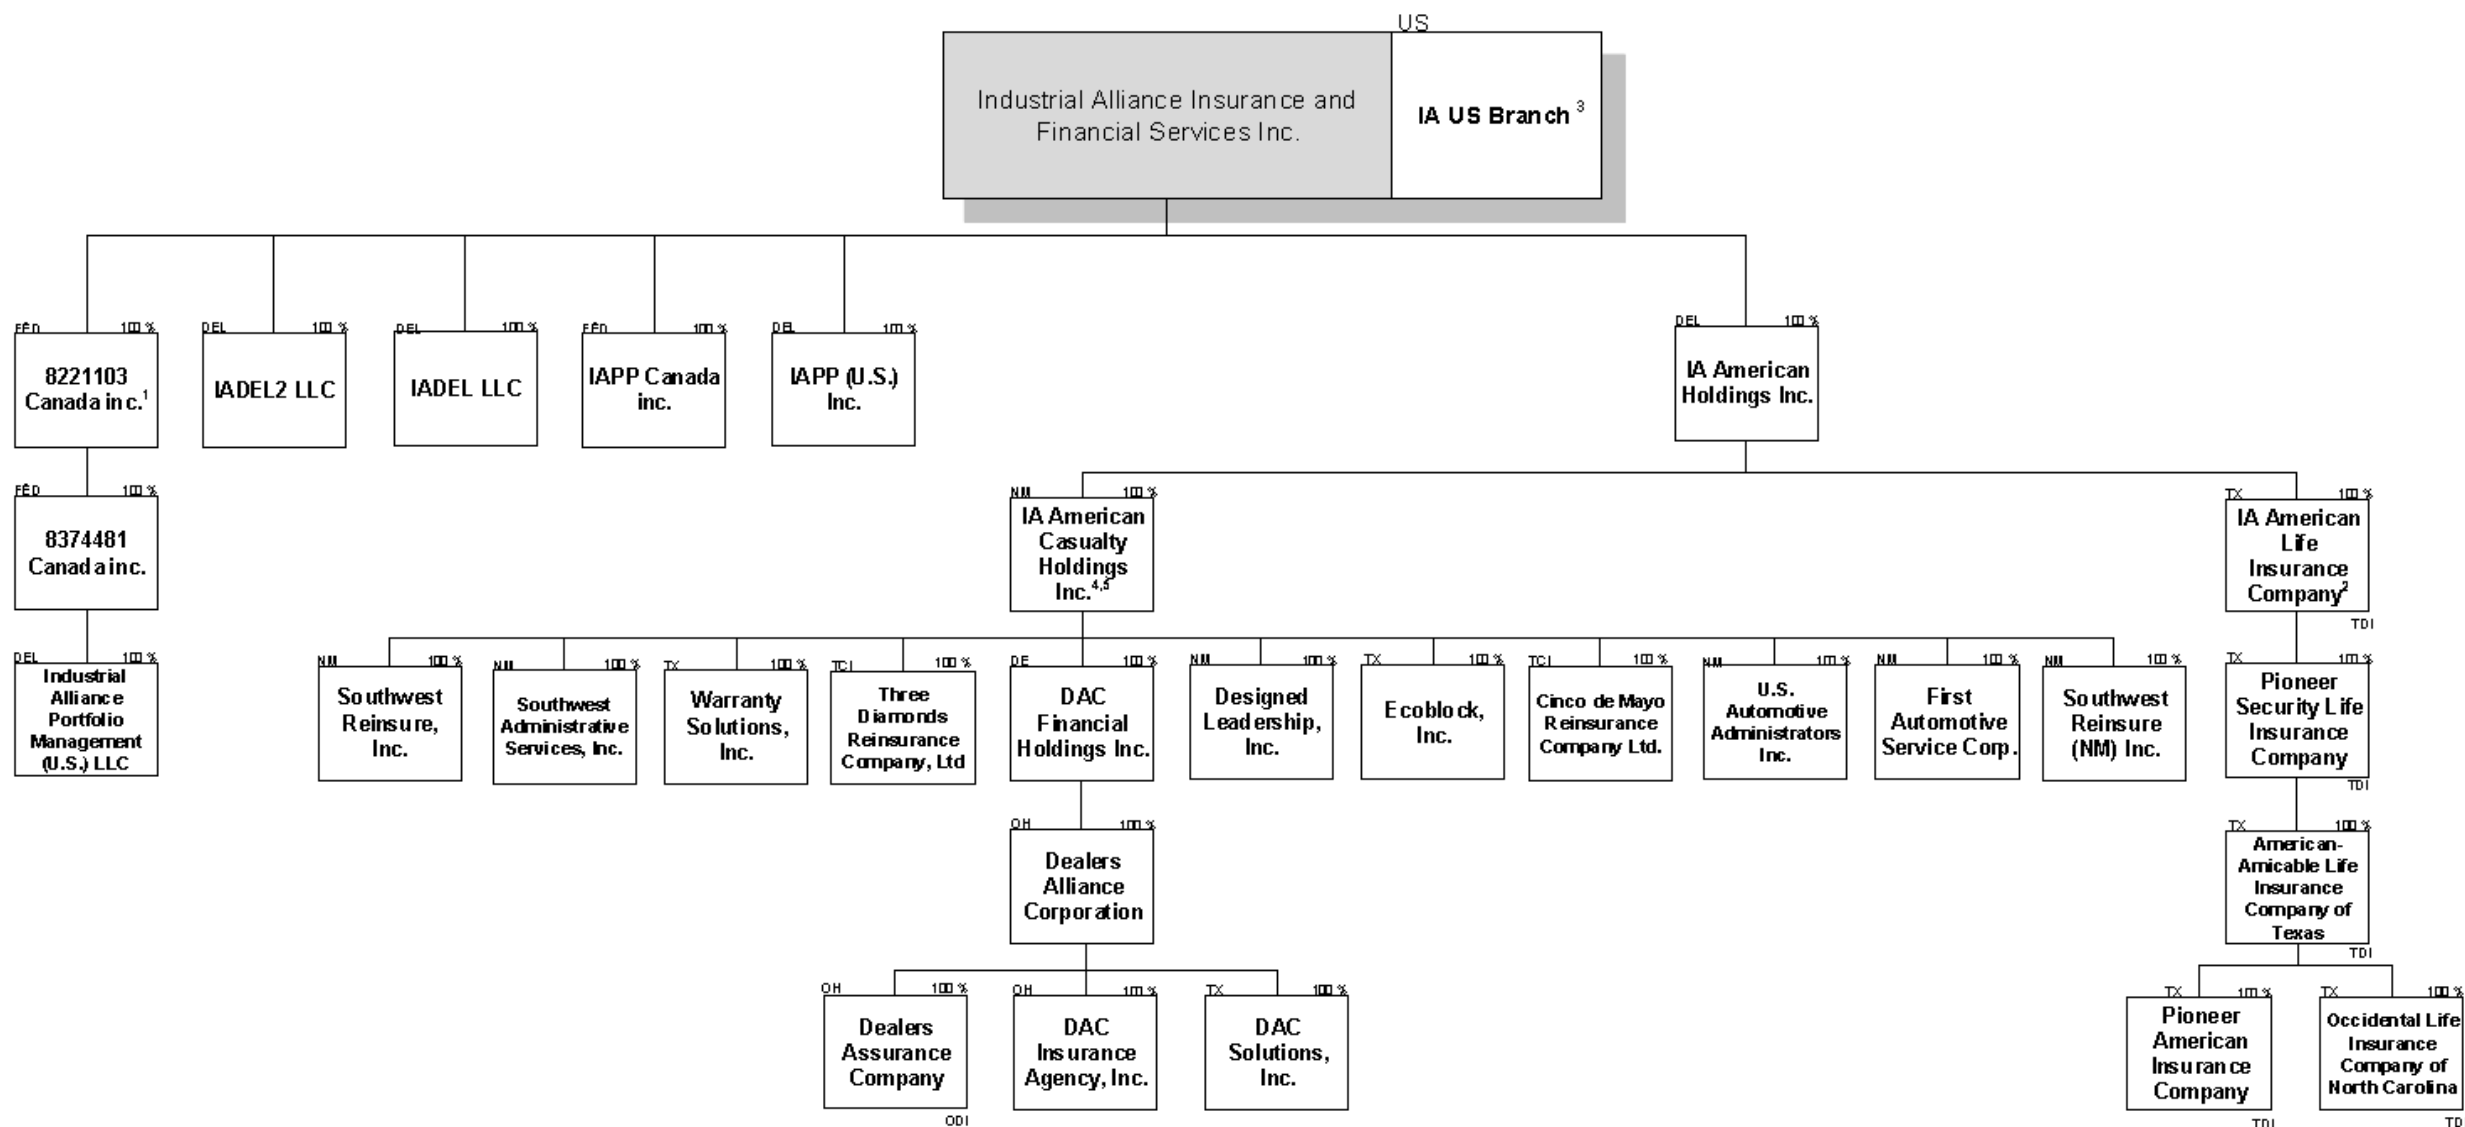 US
Industrial Alliance Insurance and
Financial Services Inc.
IA US Branch 3
FÉD 100 %
8221103
Canada inc.1
DEL 100 %
IADEL2 LLC
DEL 100 %
IADEL LLC
FÉD 100 %
IAPP Canada
inc.
DEL 100 %
IAPP (U.S.)
Inc.
DEL 100 %
IA American
Holdings Inc.
FÉD 100 %
8374481
Canada inc.
NM 100 %
IA American
Casualty
Holdings
Inc.4,5
TX 100 %
IA American
Life
Insurance
Company2
TDI
DEL 100 %
Industrial
Alliance
Portfolio
Management
(U.S.) LLC
NM 100 %
Southwest
Reinsure,
Inc.
NM 100 %
Southwest
Administrative
Services, Inc.
TX 100 %
Warranty
Solutions,
Inc.
TCI 100 %
Three
Diamonds
Reinsurance
Company, Ltd
DE 100 %
DAC
Financial
Holdings Inc.
NM 100 %
Designed
Leadership,
Inc.
TX 100 %
Ecoblock,
Inc.
TCI 100 %
Cinco de Mayo
Reinsurance
Company Ltd.
NM 100 %
U.S.
Automotive
Administrators
Inc.
NM 100 %
First
Automotive
Service Corp.
NM 100 %
Southwest
Reinsure
(NM) Inc.
TX 100 %
Pioneer
Security Life
Insurance
Company
TDI
OH 100 %
Dealers
Alliance
Corporation
TX 100 %
American-
Amicable Life
Insurance
Company of
Texas
TDI
OH 100 %
Dealers
Assurance
Company
ODI
OH 100 %
DAC
Insurance
Agency, Inc.
TX 100 %
DAC
Solutions,
Inc.
TX 100 %
Pioneer
American
Insurance
Company
TDI
TX 100 %
Occidental Life
Insurance
Company of
North Carolina
TD